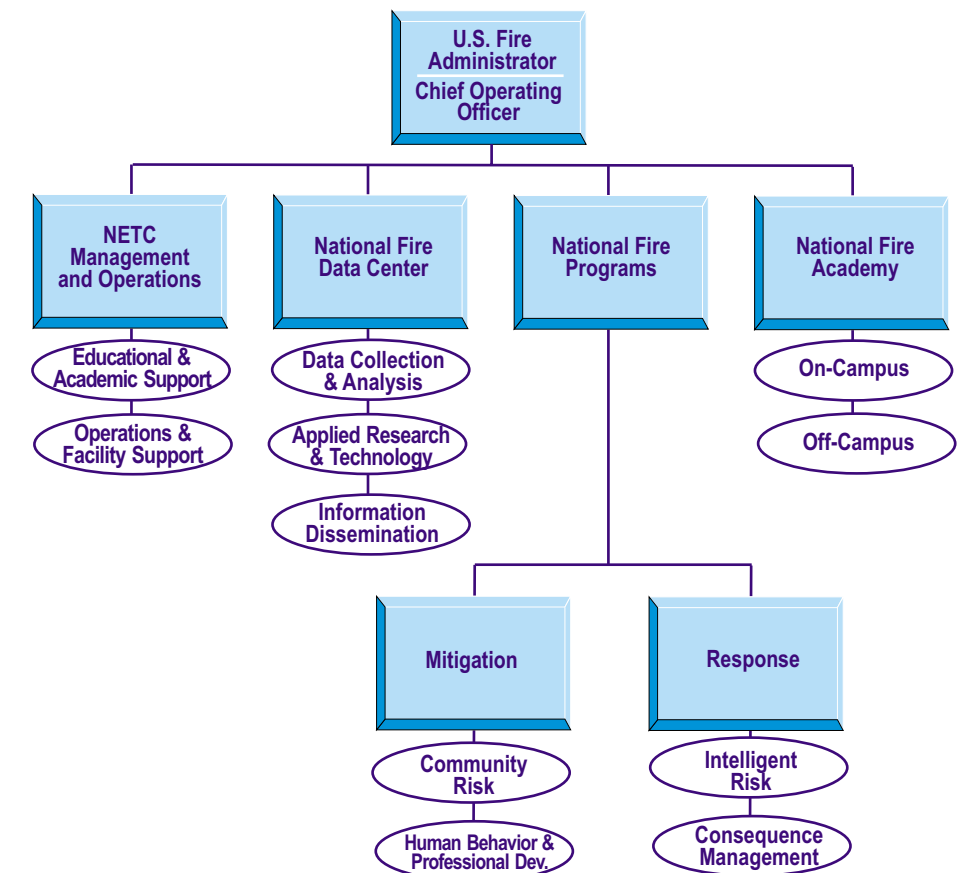 U.S. Fire
Administrator
Chief Operating
Officer
NETC
Management
and Operations
National Fire
Data Center
National Fire
Programs
National Fire
Academy
Educational &
Academic Support
Operations &
Facility Support
Data Collection
& Analysis
Applied Research
& Technology
Information
Dissemination
On-Campus
Off-Campus
Mitigation
Response
Community
Risk
Human Behavior &
Professional Dev.
Intelligent
Risk
Consequence
Management